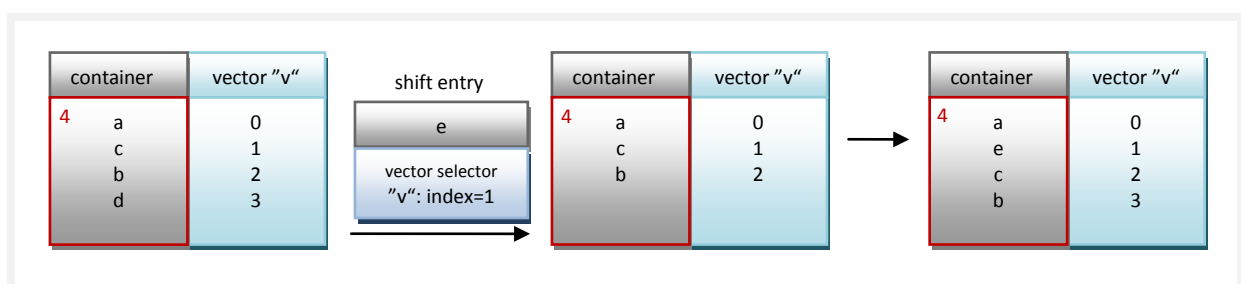 container vector ”v“
4 a 0
c 1
b 2
d 3
shift entry
e
vector selector
”v“: index=1
container vector ”v“
4 a 0
c 1
b 2
container vector ”v“
4 a 0
e 1
c 2
b 3